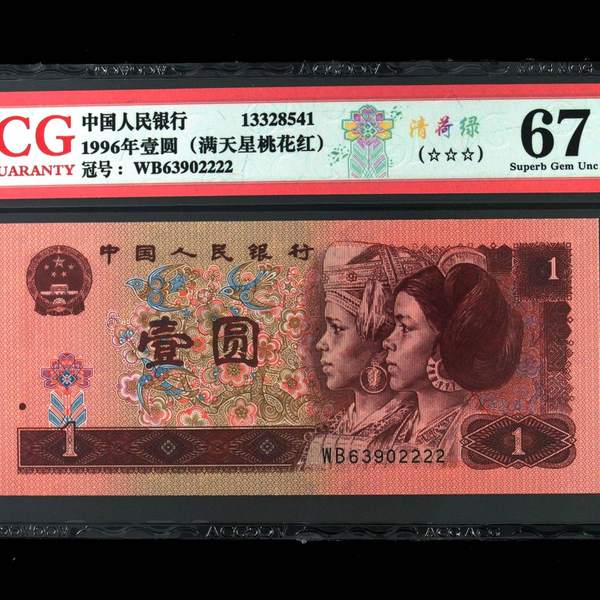 CG
UARANTY
中国人民银行 13328541
1996年壹圆（满天星桃花红）
冠号：WB63902222
清荷绿
(☆☆☆)
67
Superb Gem Unc
中国人民银行
壹圆
1
1
1
WB63902222